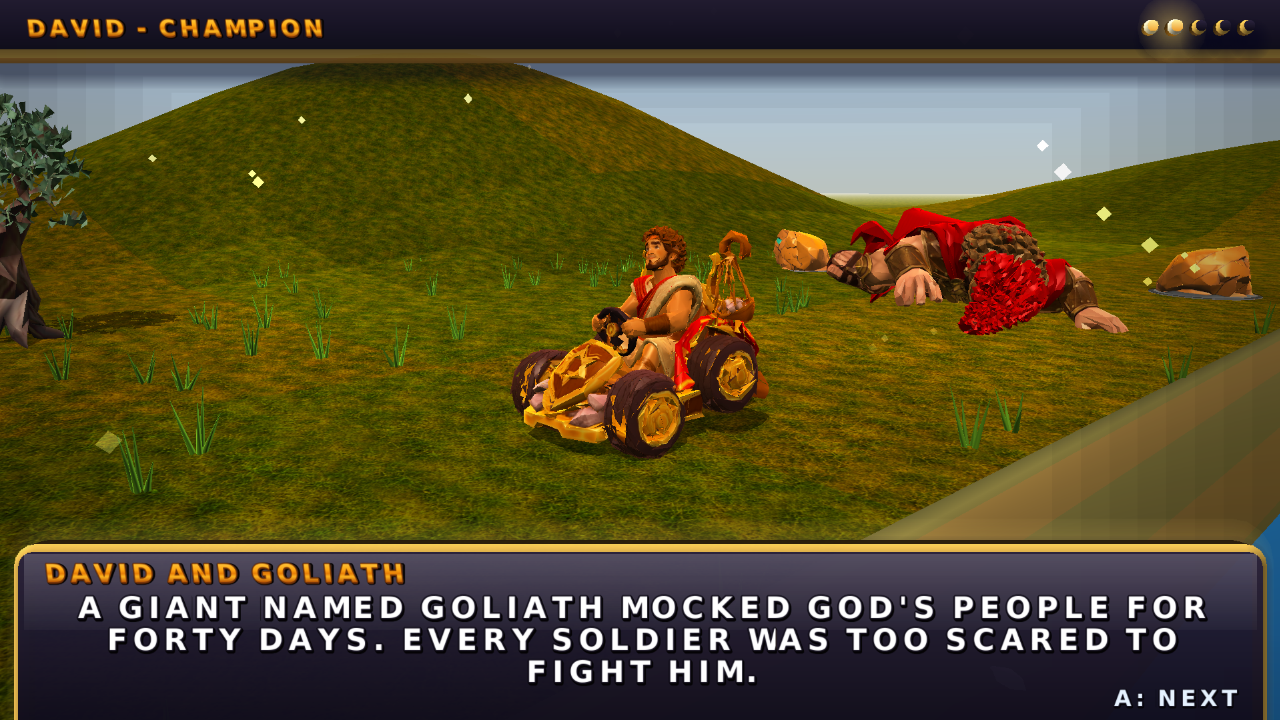 DAVID - CHAMPION
DAVID AND GOLIATH
A GIANT NAMED GOLIATH MOCKED GOD'S PEOPLE FOR
FORTY DAYS. EVERY SOLDIER WAS TOO SCARED TO
FIGHT HIM.
A: NEXT